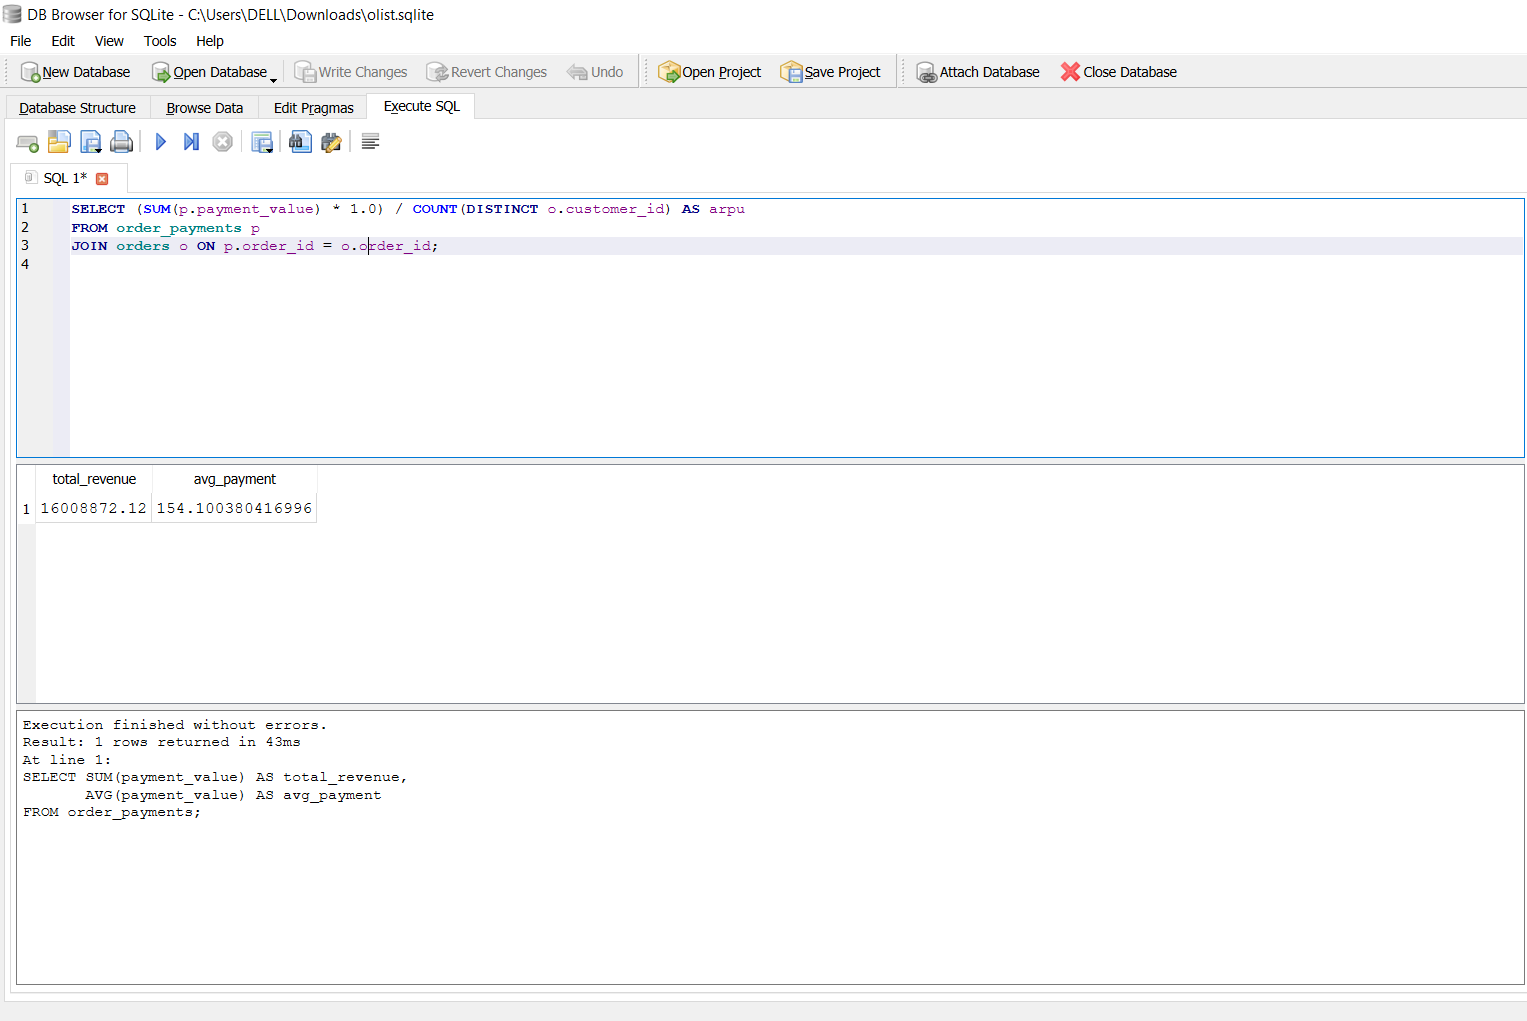 DB Browser for SQLite - C:\Users\DELL\Downloads\olist.sqlite
File Edit View Tools Help
New Database Open Database Write Changes Revert Changes Undo Open Project Save Project Attach Database Close Database
Database Structure Browse Data Edit Pragmas Execute SQL
SQL 1*
1 SELECT (SUM(p.payment_value) * 1.0) / COUNT(DISTINCT o.customer_id) AS arpu
2 FROM order_payments p
3 JOIN orders o ON p.order_id = o.order_id;
4
total_revenue avg_payment
1 16008872.12 154.100380416996
Execution finished without errors.
Result: 1 rows returned in 43ms
At line 1:
SELECT SUM(payment_value) AS total_revenue,
AVG(payment_value) AS avg_payment
FROM order_payments;